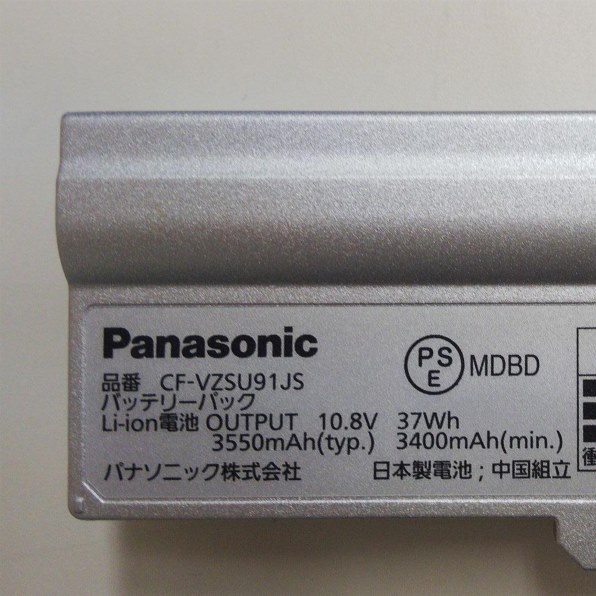 Panasonic
PS
E
MDBD
品番 CF-VZSU91JS
バッテリーパック
Li-ion電池 OUTPUT 10.8V 37Wh
3550mAh(typ.) 3400mAh(min.)
パナソニック株式会社 日本製電池；中国組立
衝